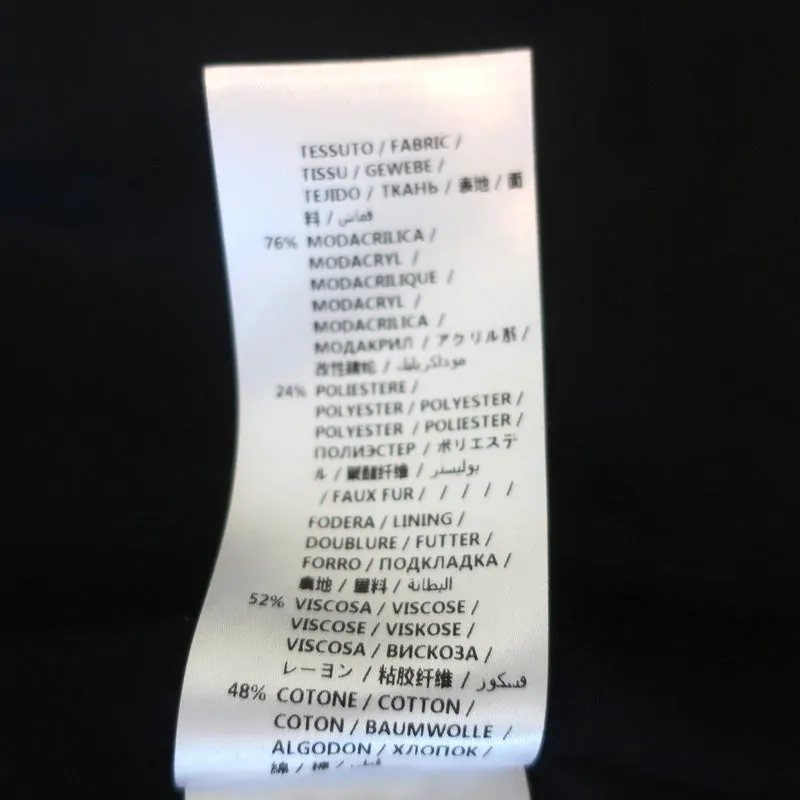 TESSUTO / FABRIC /
TISSU / GEWEBE /
TEJIDO / ТКАНЬ / 表地 / 面
料 / قماش
76% MODACRILICA /
MODACRYL /
MODACRILIQUE /
MODACRYL /
MODACRILICA /
МОДАКРИЛ / アクリル系 /
改性腈纶 / موداكريليك
24% POLIESTERE /
POLYESTER / POLYESTER /
POLYESTER / POLIESTER /
ПОЛИЭСТЕР / ポリエステ
ル / 聚酯纤维 / بوليستر
/ FAUX FUR / / / / /
FODERA / LINING /
DOUBLURE / FUTTER /
FORRO / ПОДКЛАДКА /
裏地 / 里料 / البطانة
52% VISCOSA / VISCOSE /
VISCOSE / VISKOSE /
VISCOSA / ВИСКОЗА /
レーヨン / 粘胶纤维 / فسكوز
48% COTONE / COTTON /
COTON / BAUMWOLLE /
ALGODON / ХЛОПОК /
綿 / 棉 /